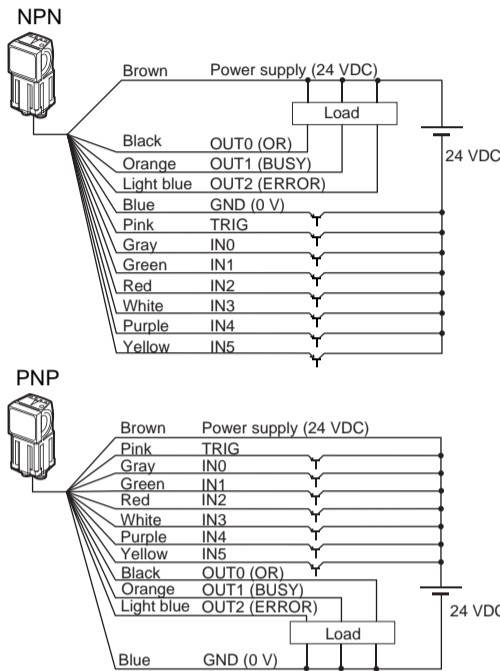 NPN
Brown Power supply (24 VDC)
Load
Black OUT0 (OR)
24 VDC
Orange OUT1 (BUSY)
Light blue OUT2 (ERROR)
Blue GND (0 V)
Pink TRIG
Gray IN0
Green IN1
Red IN2
White IN3
Purple IN4
Yellow IN5
PNP
Brown Power supply (24 VDC)
Pink TRIG
Gray IN0
Green IN1
Red IN2
White IN3
Purple IN4
Yellow IN5
Black OUT0 (OR)
Orange OUT1 (BUSY)
Light blue OUT2 (ERROR)
24 VDC
Load
Blue GND (0 V)